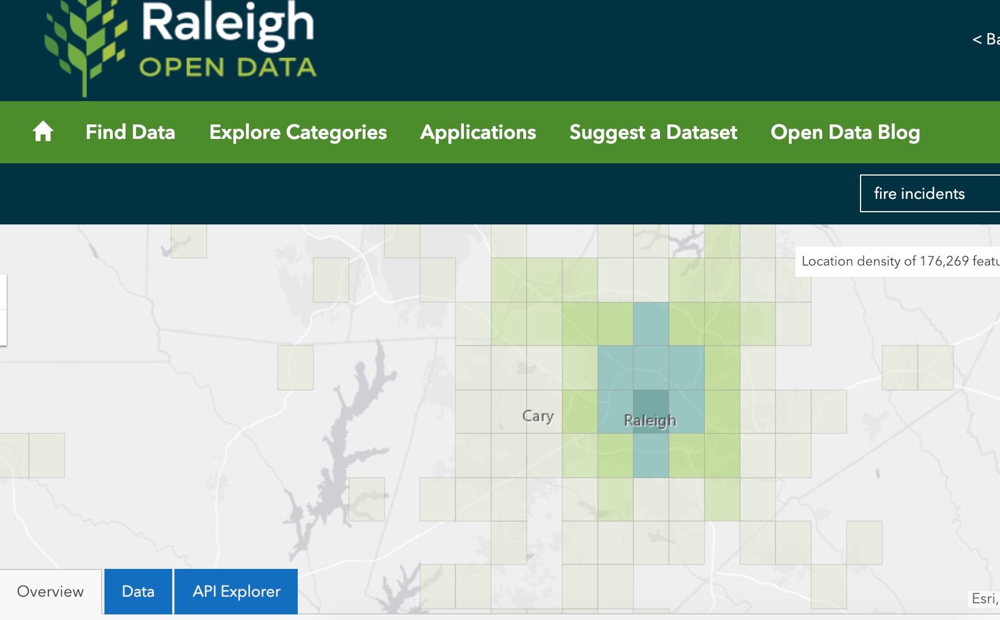 Raleigh
OPEN DATA
< Ba
Find Data Explore Categories Applications Suggest a Dataset Open Data Blog
fire incidents
Location density of 176,269 featu
Cary
Raleigh
Overview Data API Explorer
Esri,